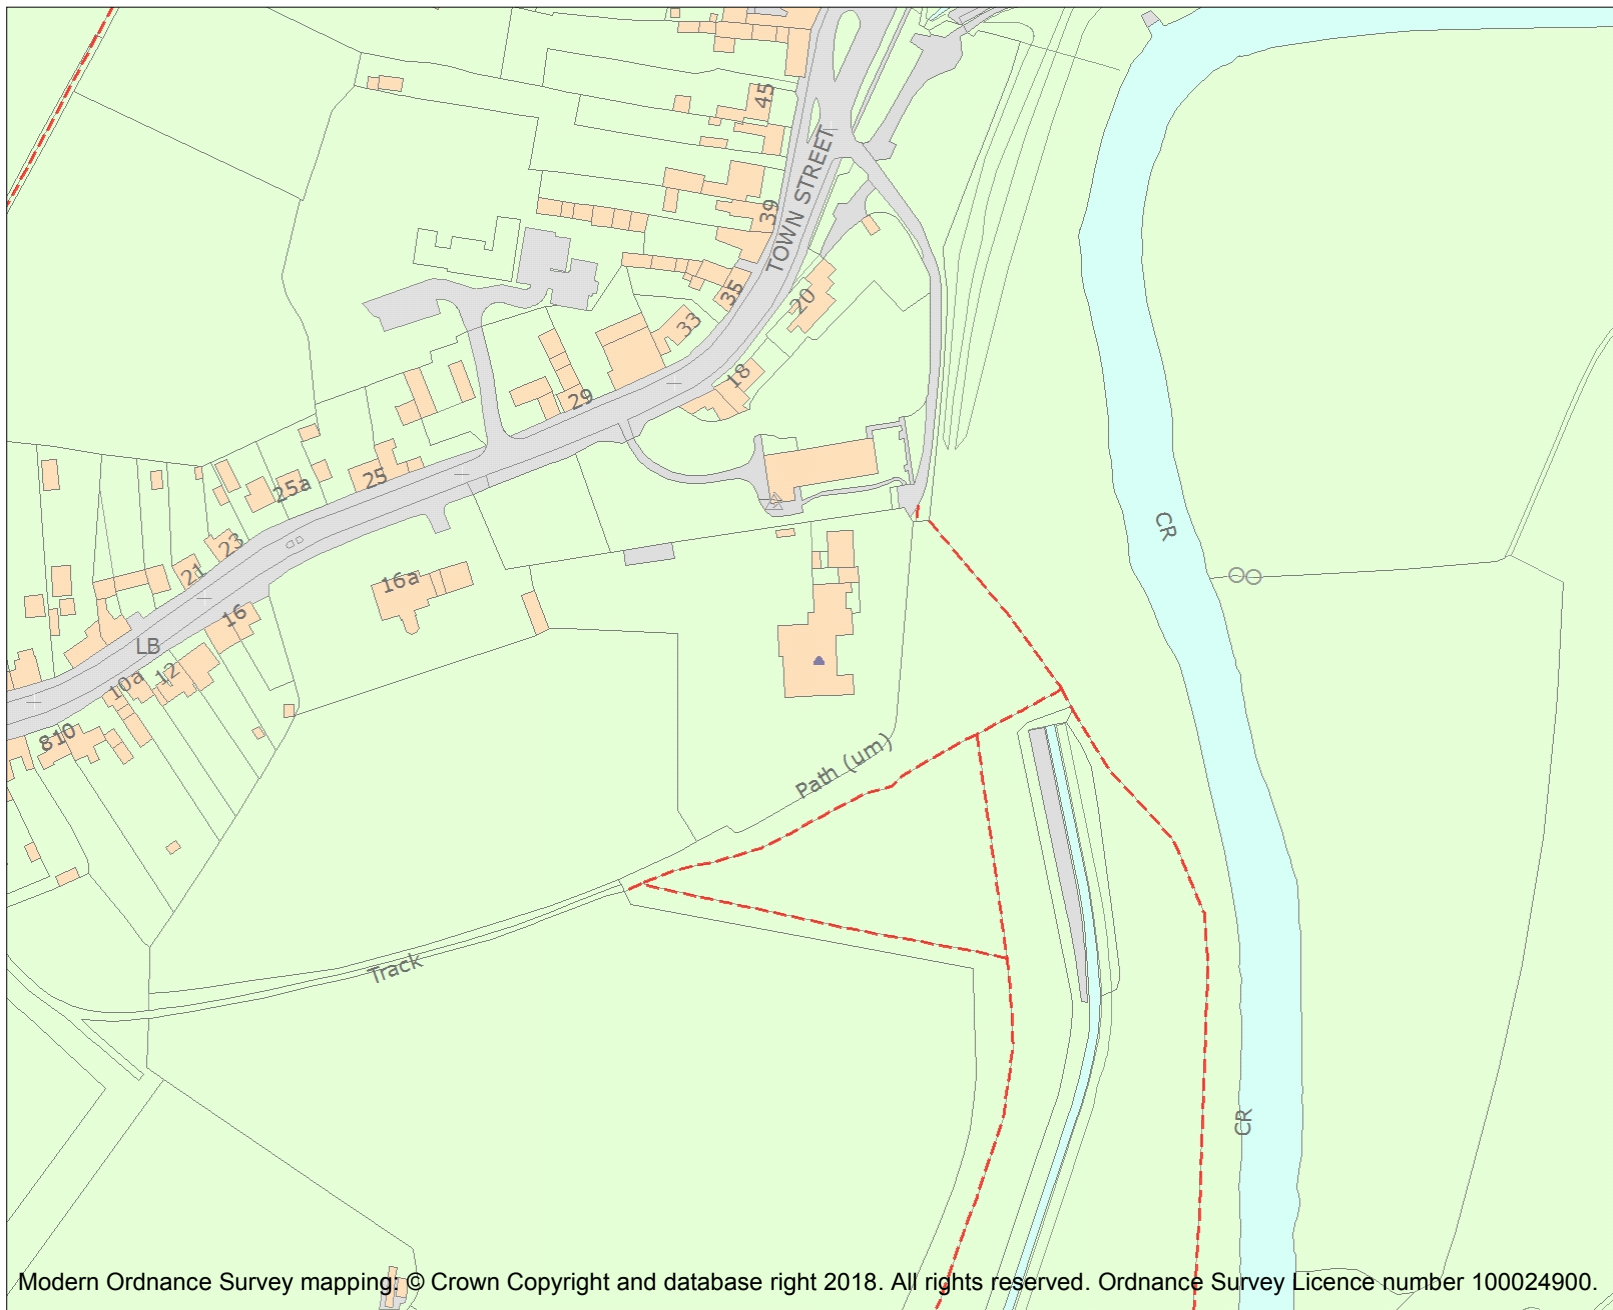 45
TOWN STREET
39
35
20
33
18
29
25
25a
CR
23
21
16a
16
LB
12
10a
810
Path (um)
Track
CR
Modern Ordnance Survey mapping: © Crown Copyright and database right 2018. All rights reserved. Ordnance Survey Licence number 100024900.